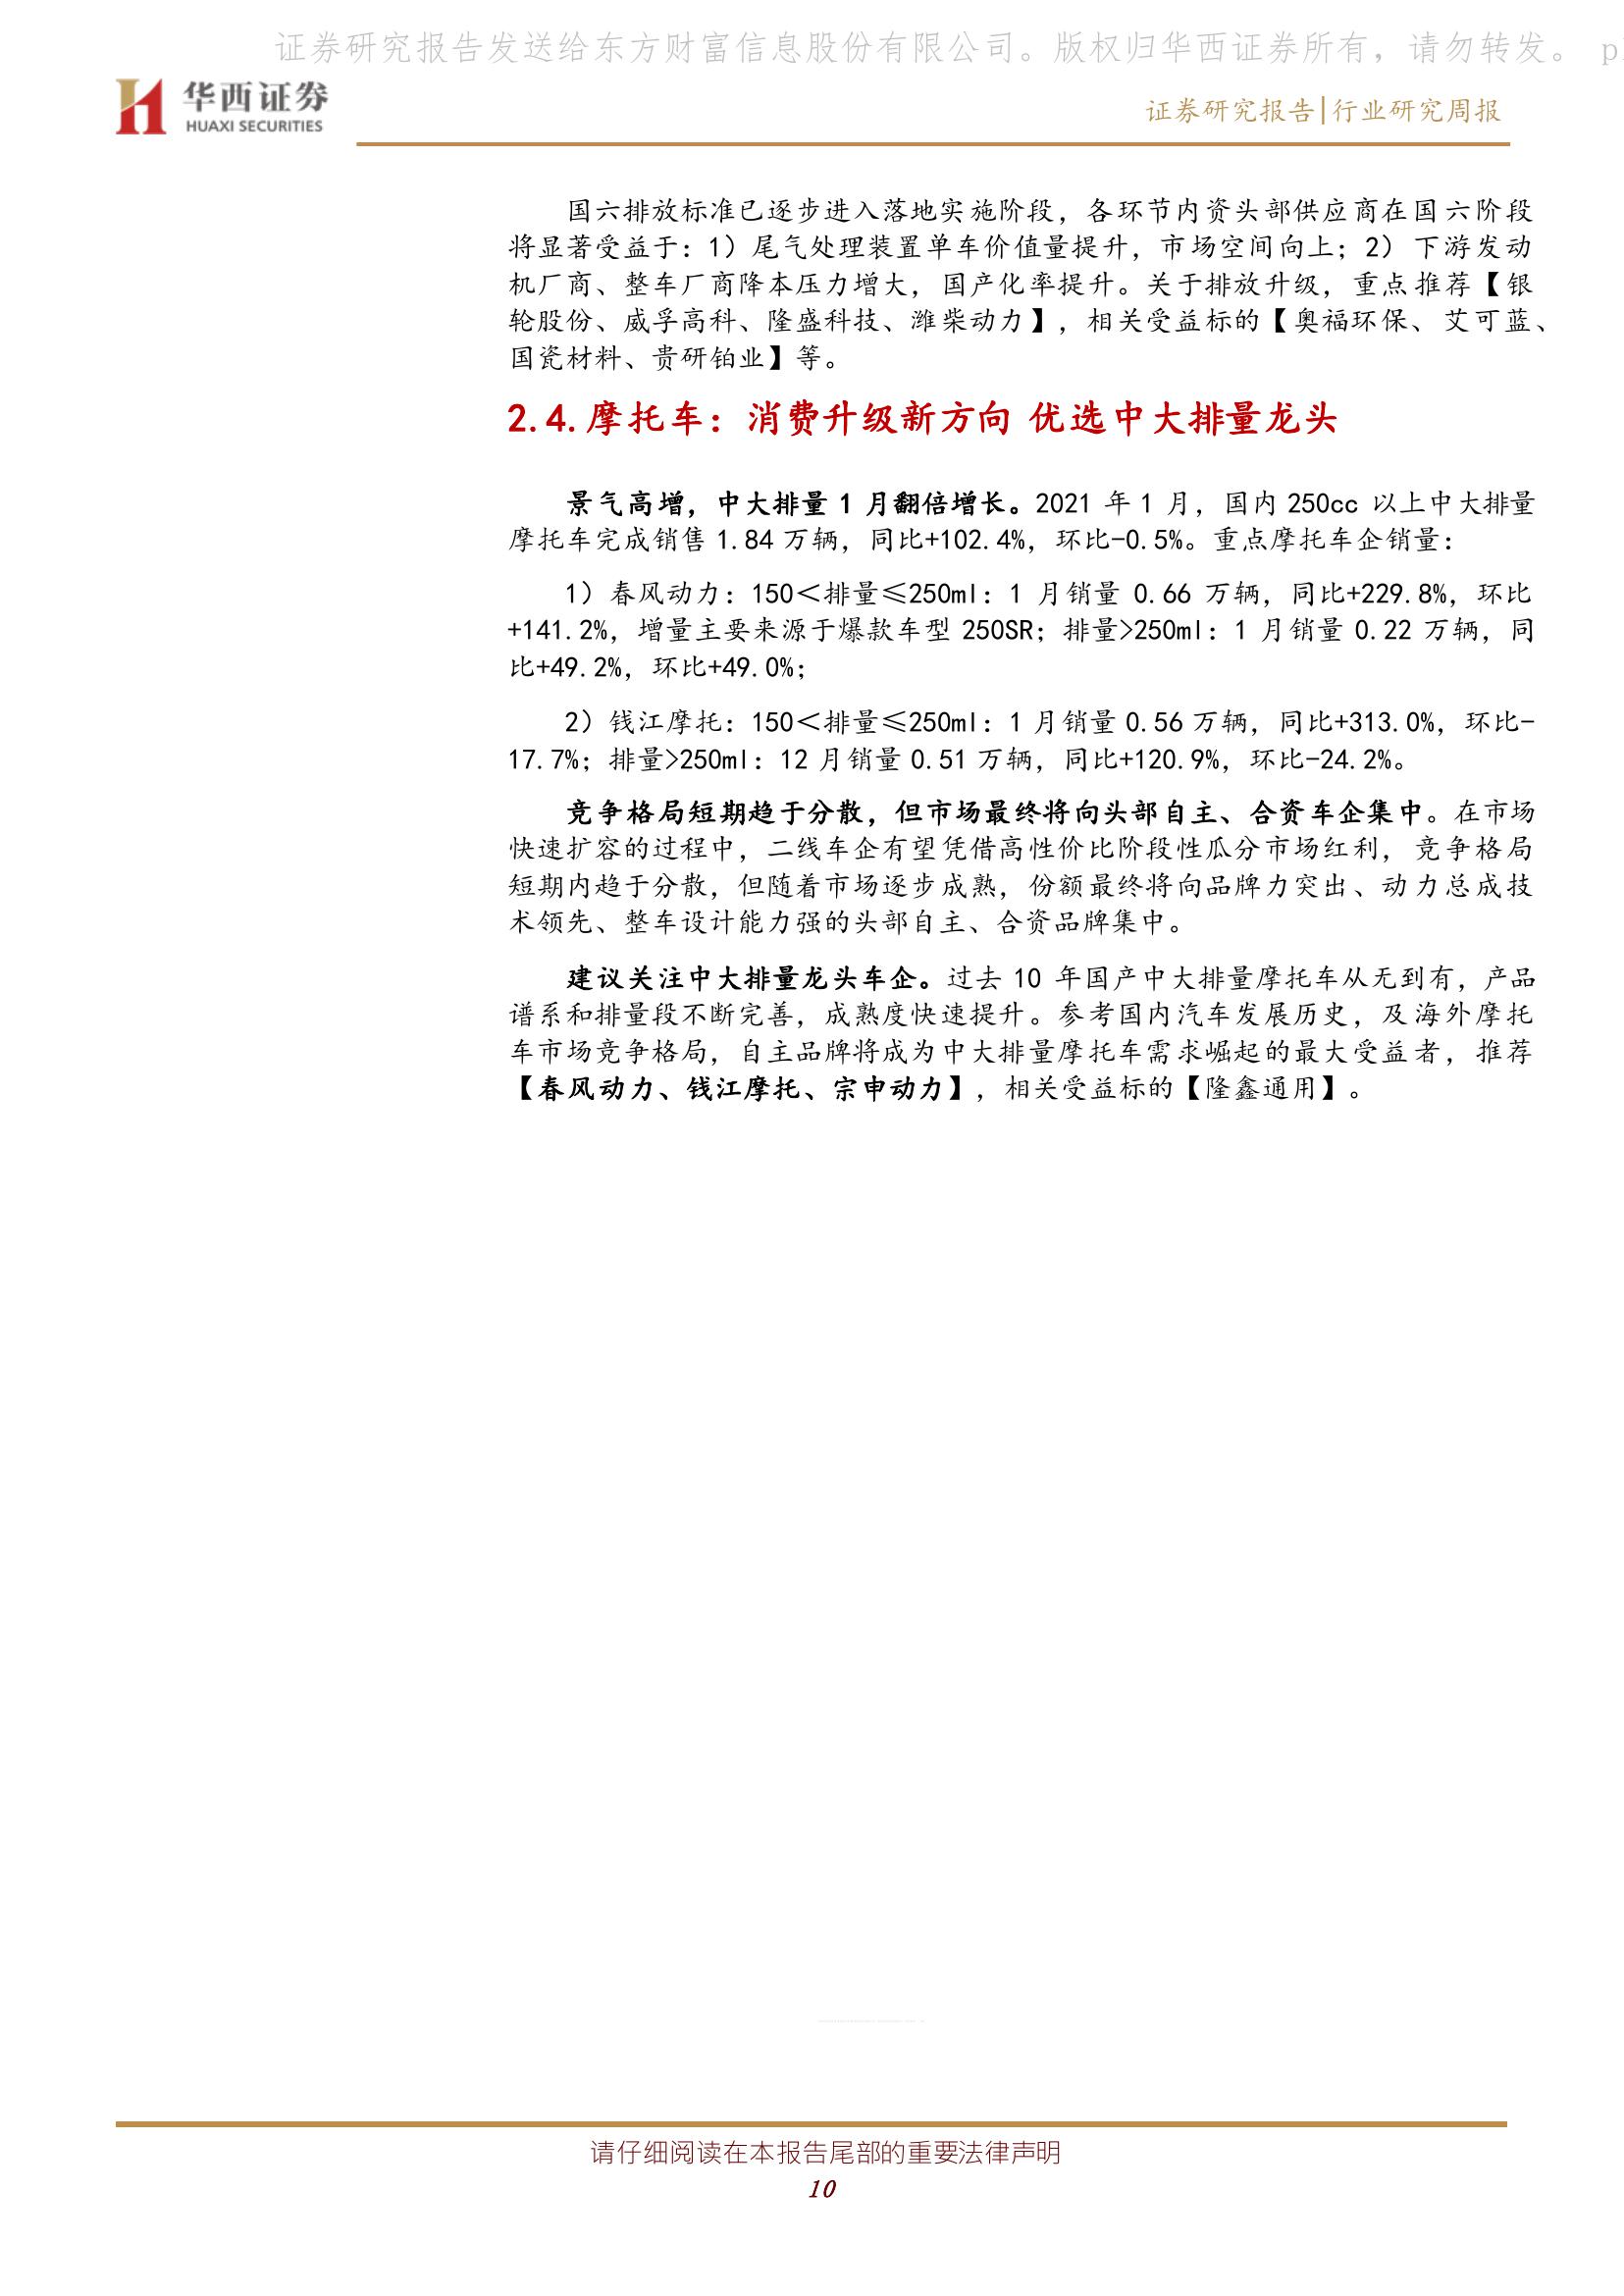 证券研究报告发送给东方财富信息股份有限公司。版权归华西证券所有，请勿转发。 p
华西证券
HUAXI SECURITIES
证券研究报告|行业研究周报
国六排放标准已逐步进入落地实施阶段，各环节内资头部供应商在国六阶段
将显著受益于：1）尾气处理装置单车价值量提升，市场空间向上；2）下游发动
机厂商、整车厂商降本压力增大，国产化率提升。关于排放升级，重点推荐【银
轮股份、威孚高科、隆盛科技、潍柴动力】，相关受益标的【奥福环保、艾可蓝、
国瓷材料、贵研铂业】等。
2.4.摩托车：消费升级新方向 优选中大排量龙头
景气高增，中大排量 1 月翻倍增长。2021 年 1 月，国内 250cc 以上中大排量
摩托车完成销售 1.84 万辆，同比+102.4%，环比-0.5%。重点摩托车企销量：
1）春风动力：150＜排量≤250ml：1 月销量 0.66 万辆，同比+229.8%，环比
+141.2%，增量主要来源于爆款车型 250SR；排量>250ml：1 月销量 0.22 万辆，同
比+49.2%，环比+49.0%；
2）钱江摩托：150＜排量≤250ml：1 月销量 0.56 万辆，同比+313.0%，环比-
17.7%；排量>250ml：12 月销量 0.51 万辆，同比+120.9%，环比-24.2%。
竞争格局短期趋于分散，但市场最终将向头部自主、合资车企集中。在市场
快速扩容的过程中，二线车企有望凭借高性价比阶段性瓜分市场红利，竞争格局
短期内趋于分散，但随着市场逐步成熟，份额最终将向品牌力突出、动力总成技
术领先、整车设计能力强的头部自主、合资品牌集中。
建议关注中大排量龙头车企。过去 10 年国产中大排量摩托车从无到有，产品
谱系和排量段不断完善，成熟度快速提升。参考国内汽车发展历史，及海外摩托
车市场竞争格局，自主品牌将成为中大排量摩托车需求崛起的最大受益者，推荐
【春风动力、钱江摩托、宗申动力】，相关受益标的【隆鑫通用】。
请仔细阅读在本报告尾部的重要法律声明
10